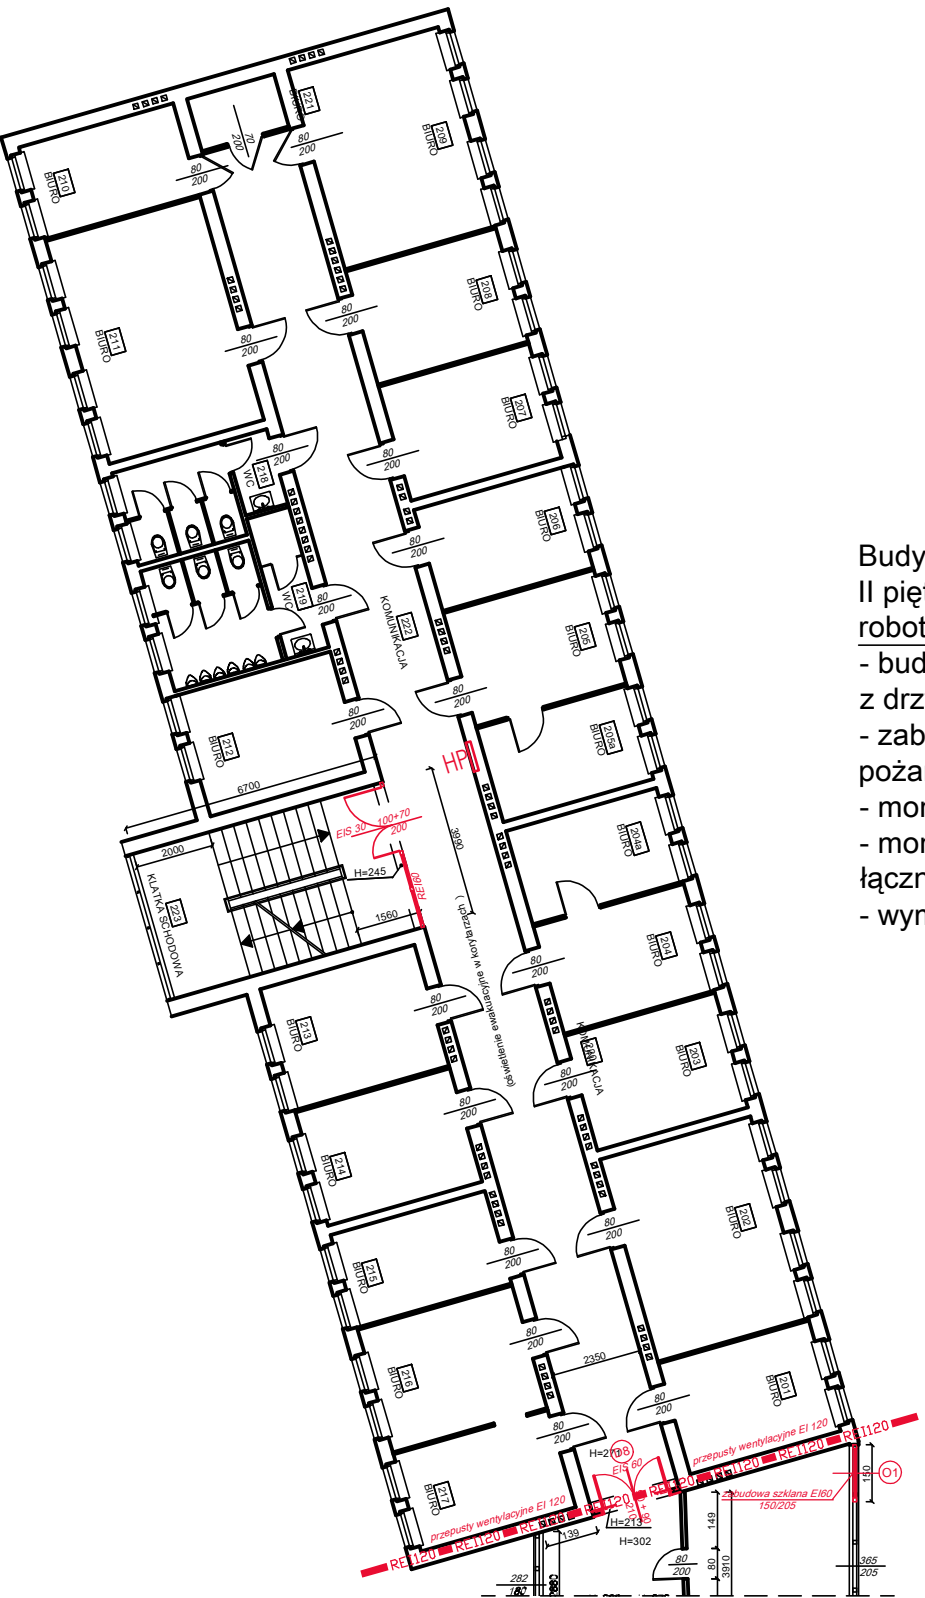 221
BIURO
209
BIURO
70
200
80
200
80
200
210
BIURO
208
BIURO
80
200
211
BIURO
80
200
207
BIURO
80
200
218
WC
80
200
206
BIURO
80
200
219
WC
80
200
222
KOMUNIKACJA
205
BIURO
80
200
80
200
212
BIURO
205a
BIURO
HP
6700
EIS 30
100+70
200
3990
2000
H=245
REI60
1560
223
KLATKA SCHODOWA
204a
BIURO
(oświetlenie ewakuacyjne w korytarzach )
204
BIURO
80
200
80
200
213
BIURO
KOMUNIKACJA
203
BIURO
80
200
80
200
214
BIURO
202
BIURO
80
200
80
200
215
BIURO
80
200
2350
216
BIURO
201
BIURO
80
200
80
200
217
BIURO
przepusty wentylacyjne EI 120
przepusty wentylacyjne EI 120
REI120 REI120 REI120 REI120 REI120 REI120 REI120 REI120
EIS 60
H=213
H=302
139
zabudowa szklana EI60
150/205
150
O1
149
80
3910
80
200
365
205
282
Budy
II pięt
robot
- bud
z drz
- zab
pożar
- mor
- mor
łączn
- wyn